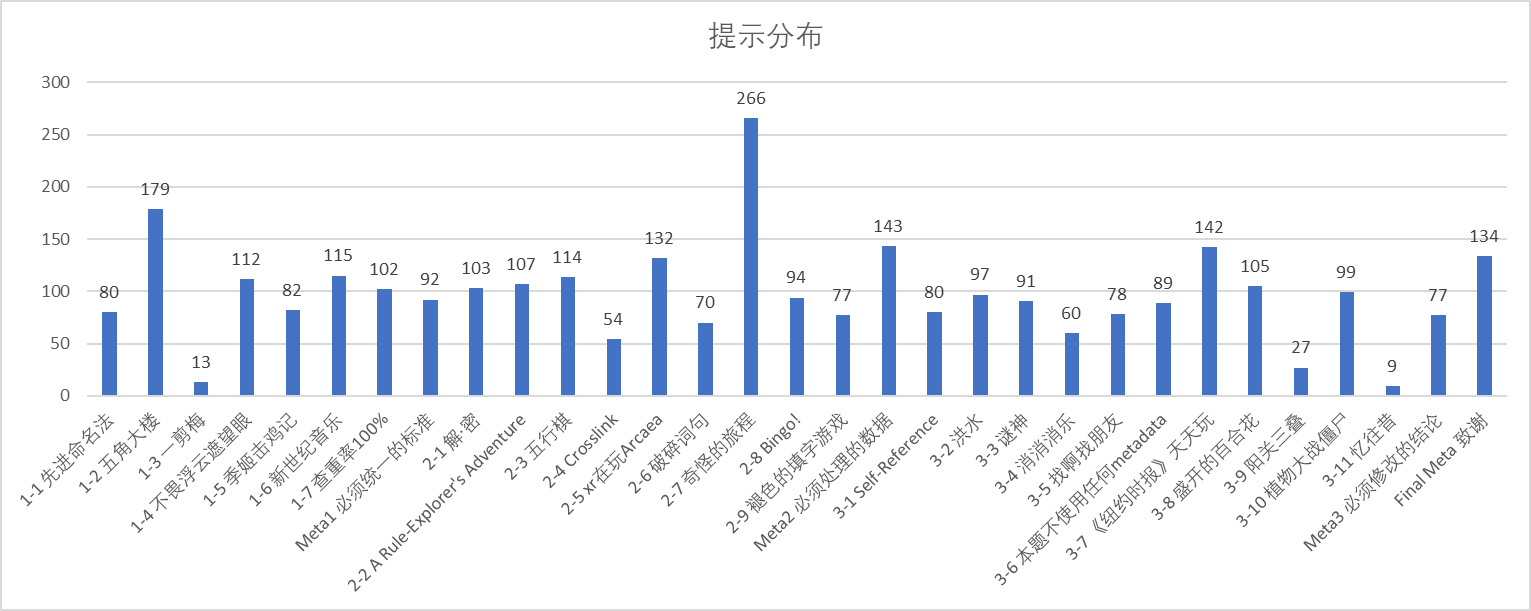 提示分布
300
250
200
150
100
50
0
80
179
13
112
82
115
102
92
103
107
114
54
132
70
266
94
77
143
80
97
91
60
78
89
142
105
27
99
9
77
134
1-1 先进命名法
1-2 五角大楼
1-3 一剪梅
1-4 不畏浮云遮望眼
1-5 季姬击鸡记
1-6 新世纪音乐
1-7 查重率100%
Meta1 必须统一的标准
2-1 解 密
2-2 A Rule-Explorer's Adventure
2-3 五行棋
2-4 Crosslink
2-5 xr在玩Arcaea
2-6 破碎词句
2-7 奇怪的旅程
2-8 Bingo!
2-9 褪色的填字游戏
Meta2 必须处理的数据
3-1 Self-Reference
3-2 洪水
3-3 谜神
3-4 消消消乐
3-5 找啊找朋友
3-6 本题不使用任何metadata
3-7 《纽约时报》天天玩
3-8 盛开的百合花
3-9 阳关三叠
3-10 植物大战僵尸
3-11 忆往昔
Meta3 必须修改的结论
Final Meta 致谢